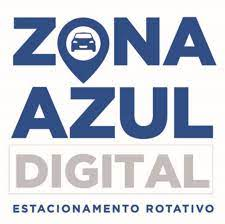 ZONA
AZUL
DIGITAL
ESTACIONAMENTO ROTATIVO